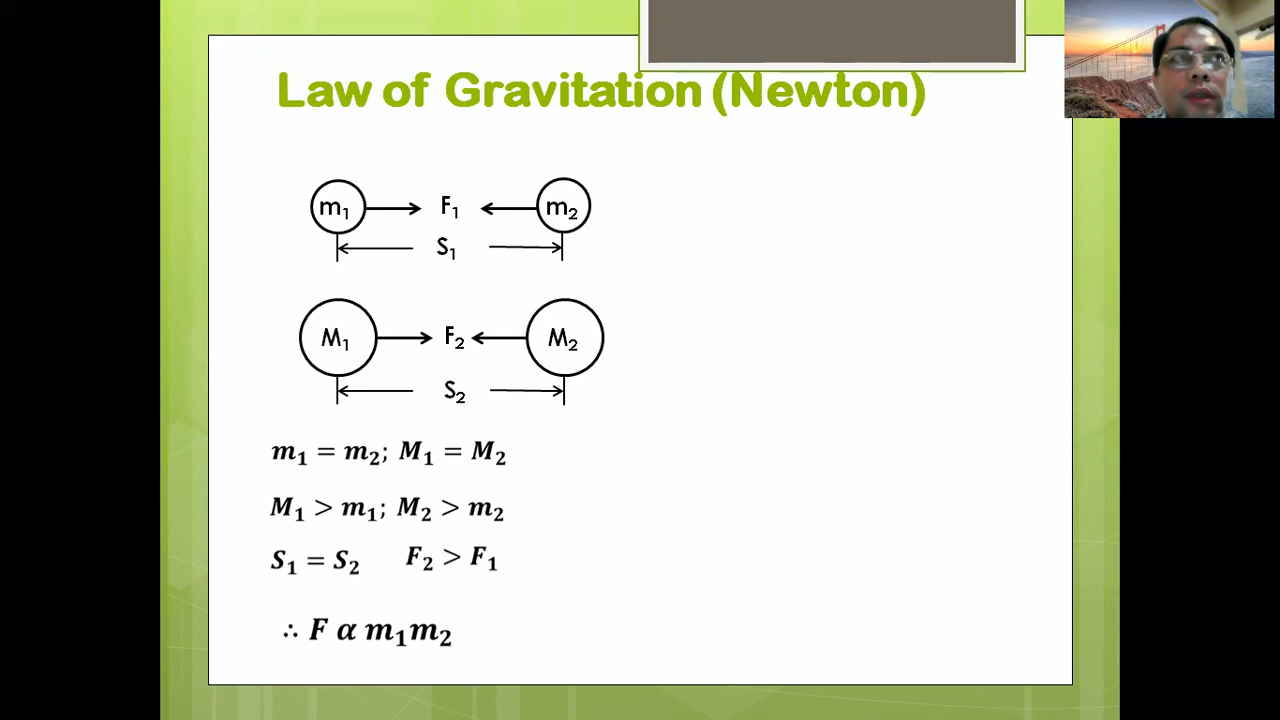 Law of Gravitation (Newton)
m₁ F₁ m₂
S₁
M₁ F₂ M₂
S₂
m₁ = m₂; M₁ = M₂
M₁ > m₁; M₂ > m₂
S₁ = S₂ F₂ > F₁
∴ F α m₁m₂